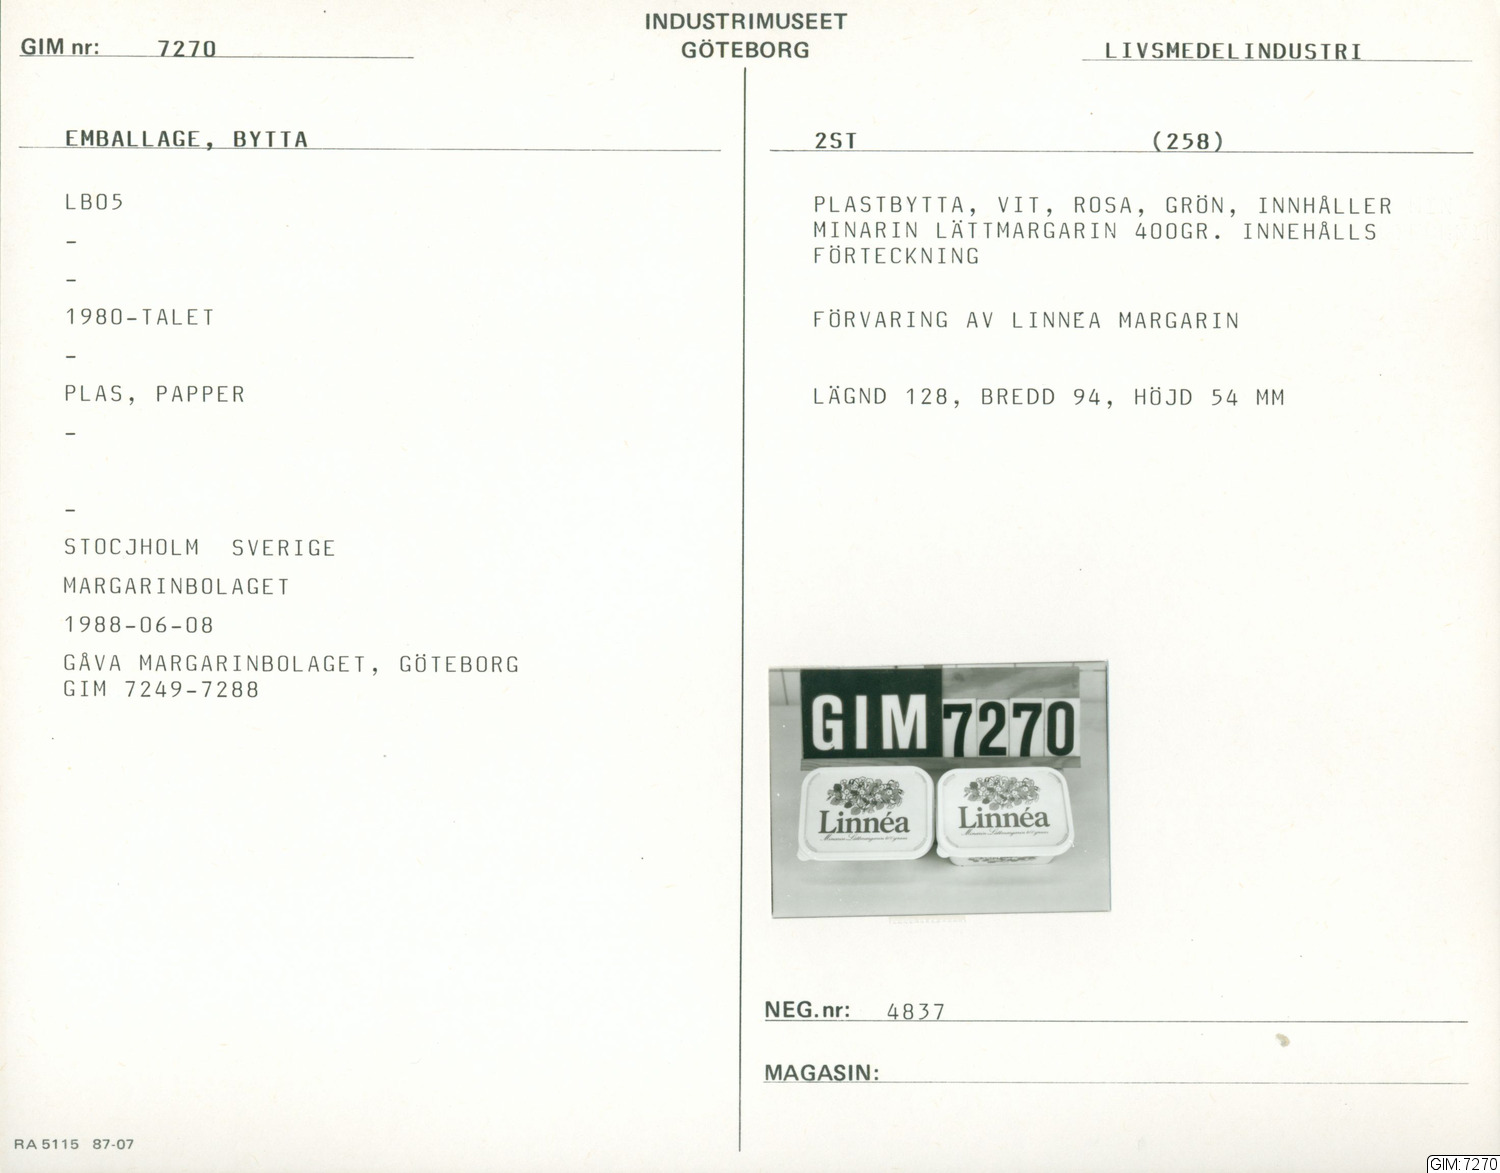 INDUSTRIMUSEET
GÖTEBORG
GIM nr: 7270
LIVSMEDELINDUSTRI
EMBALLAGE, BYTTA
LB05
-
-
1980-TALET
-
PLAS, PAPPER
-
-
STOCJHOLM SVERIGE
MARGARINBOLAGET
1988-06-08
GÅVA MARGARINBOLAGET, GÖTEBORG
GIM 7249-7288
2ST (258)
PLASTBYTTA, VIT, ROSA, GRÖN, INNHÅLLER
MINARIN LÄTTMARGARIN 400GR. INNEHÅLLS
FÖRTECKNING
FÖRVARING AV LINNEA MARGARIN
LÄGND 128, BREDD 94, HÖJD 54 MM
GIM 7270
Linnéa
Linnéa
NEG.nr: 4837
MAGASIN:
RA 5115 87-07
GIM:7270